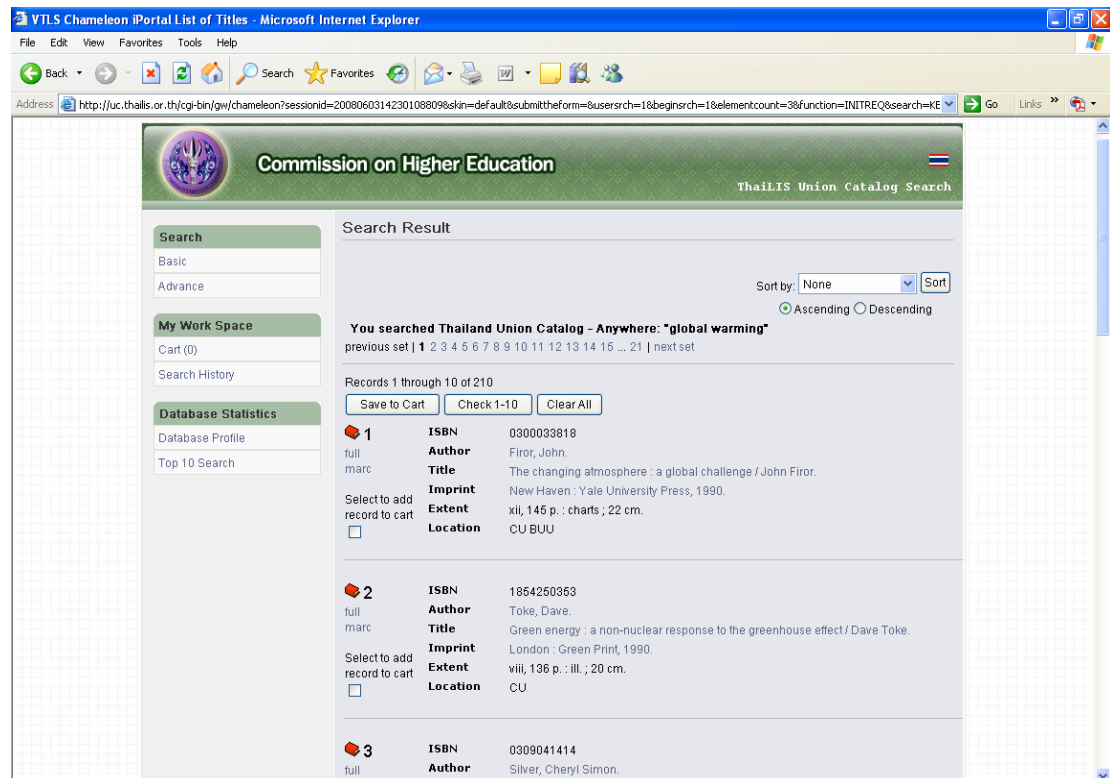 VTLS Chameleon iPortal List of Titles - Microsoft Internet Explorer
File Edit View Favorites Tools Help
Back Search Favorites
Address http://uc.thailis.or.th/cgi-bin/gw/chameleon?sessionid=2008060314230108809&skin=default&submittheform=&usersrch=1&beginsrch=1&elementcount=3&function=INITREQ&search=KE Go Links »
Commission on Higher Education
ThaiLIS Union Catalog Search
Search
Basic
Advance
My Work Space
Cart (0)
Search History
Database Statistics
Database Profile
Top 10 Search
Search Result
Sort by: None Sort
Ascending Descending
You searched Thailand Union Catalog - Anywhere: "global warming"
previous set | 1 2 3 4 5 6 7 8 9 10 11 12 13 14 15 ... 21 | next set
Records 1 through 10 of 210
Save to Cart Check 1-10 Clear All
1 ISBN 0300033818
full Author Firor, John.
marc Title The changing atmosphere : a global challenge / John Firor.
Imprint New Haven : Yale University Press, 1990.
Select to add Extent xii, 145 p. : charts ; 22 cm.
record to cart Location CU BUU
2 ISBN 1854250353
full Author Toke, Dave.
marc Title Green energy : a non-nuclear response to the greenhouse effect / Dave Toke.
Imprint London : Green Print, 1990.
Select to add Extent viii, 136 p. : ill. ; 20 cm.
record to cart Location CU
3 ISBN 0309041414
full Author Silver, Cheryl Simon.